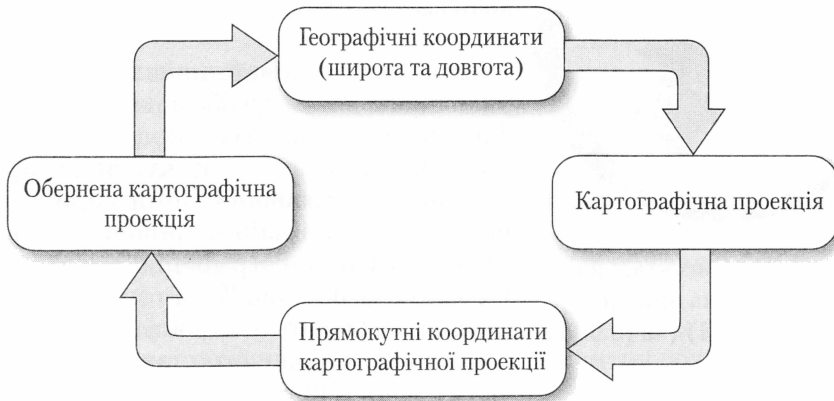 Географічні координати
(широта та довгота)
Обернена картографічна
проекція
Картографічна проекція
Прямокутні координати
картографічної проекції